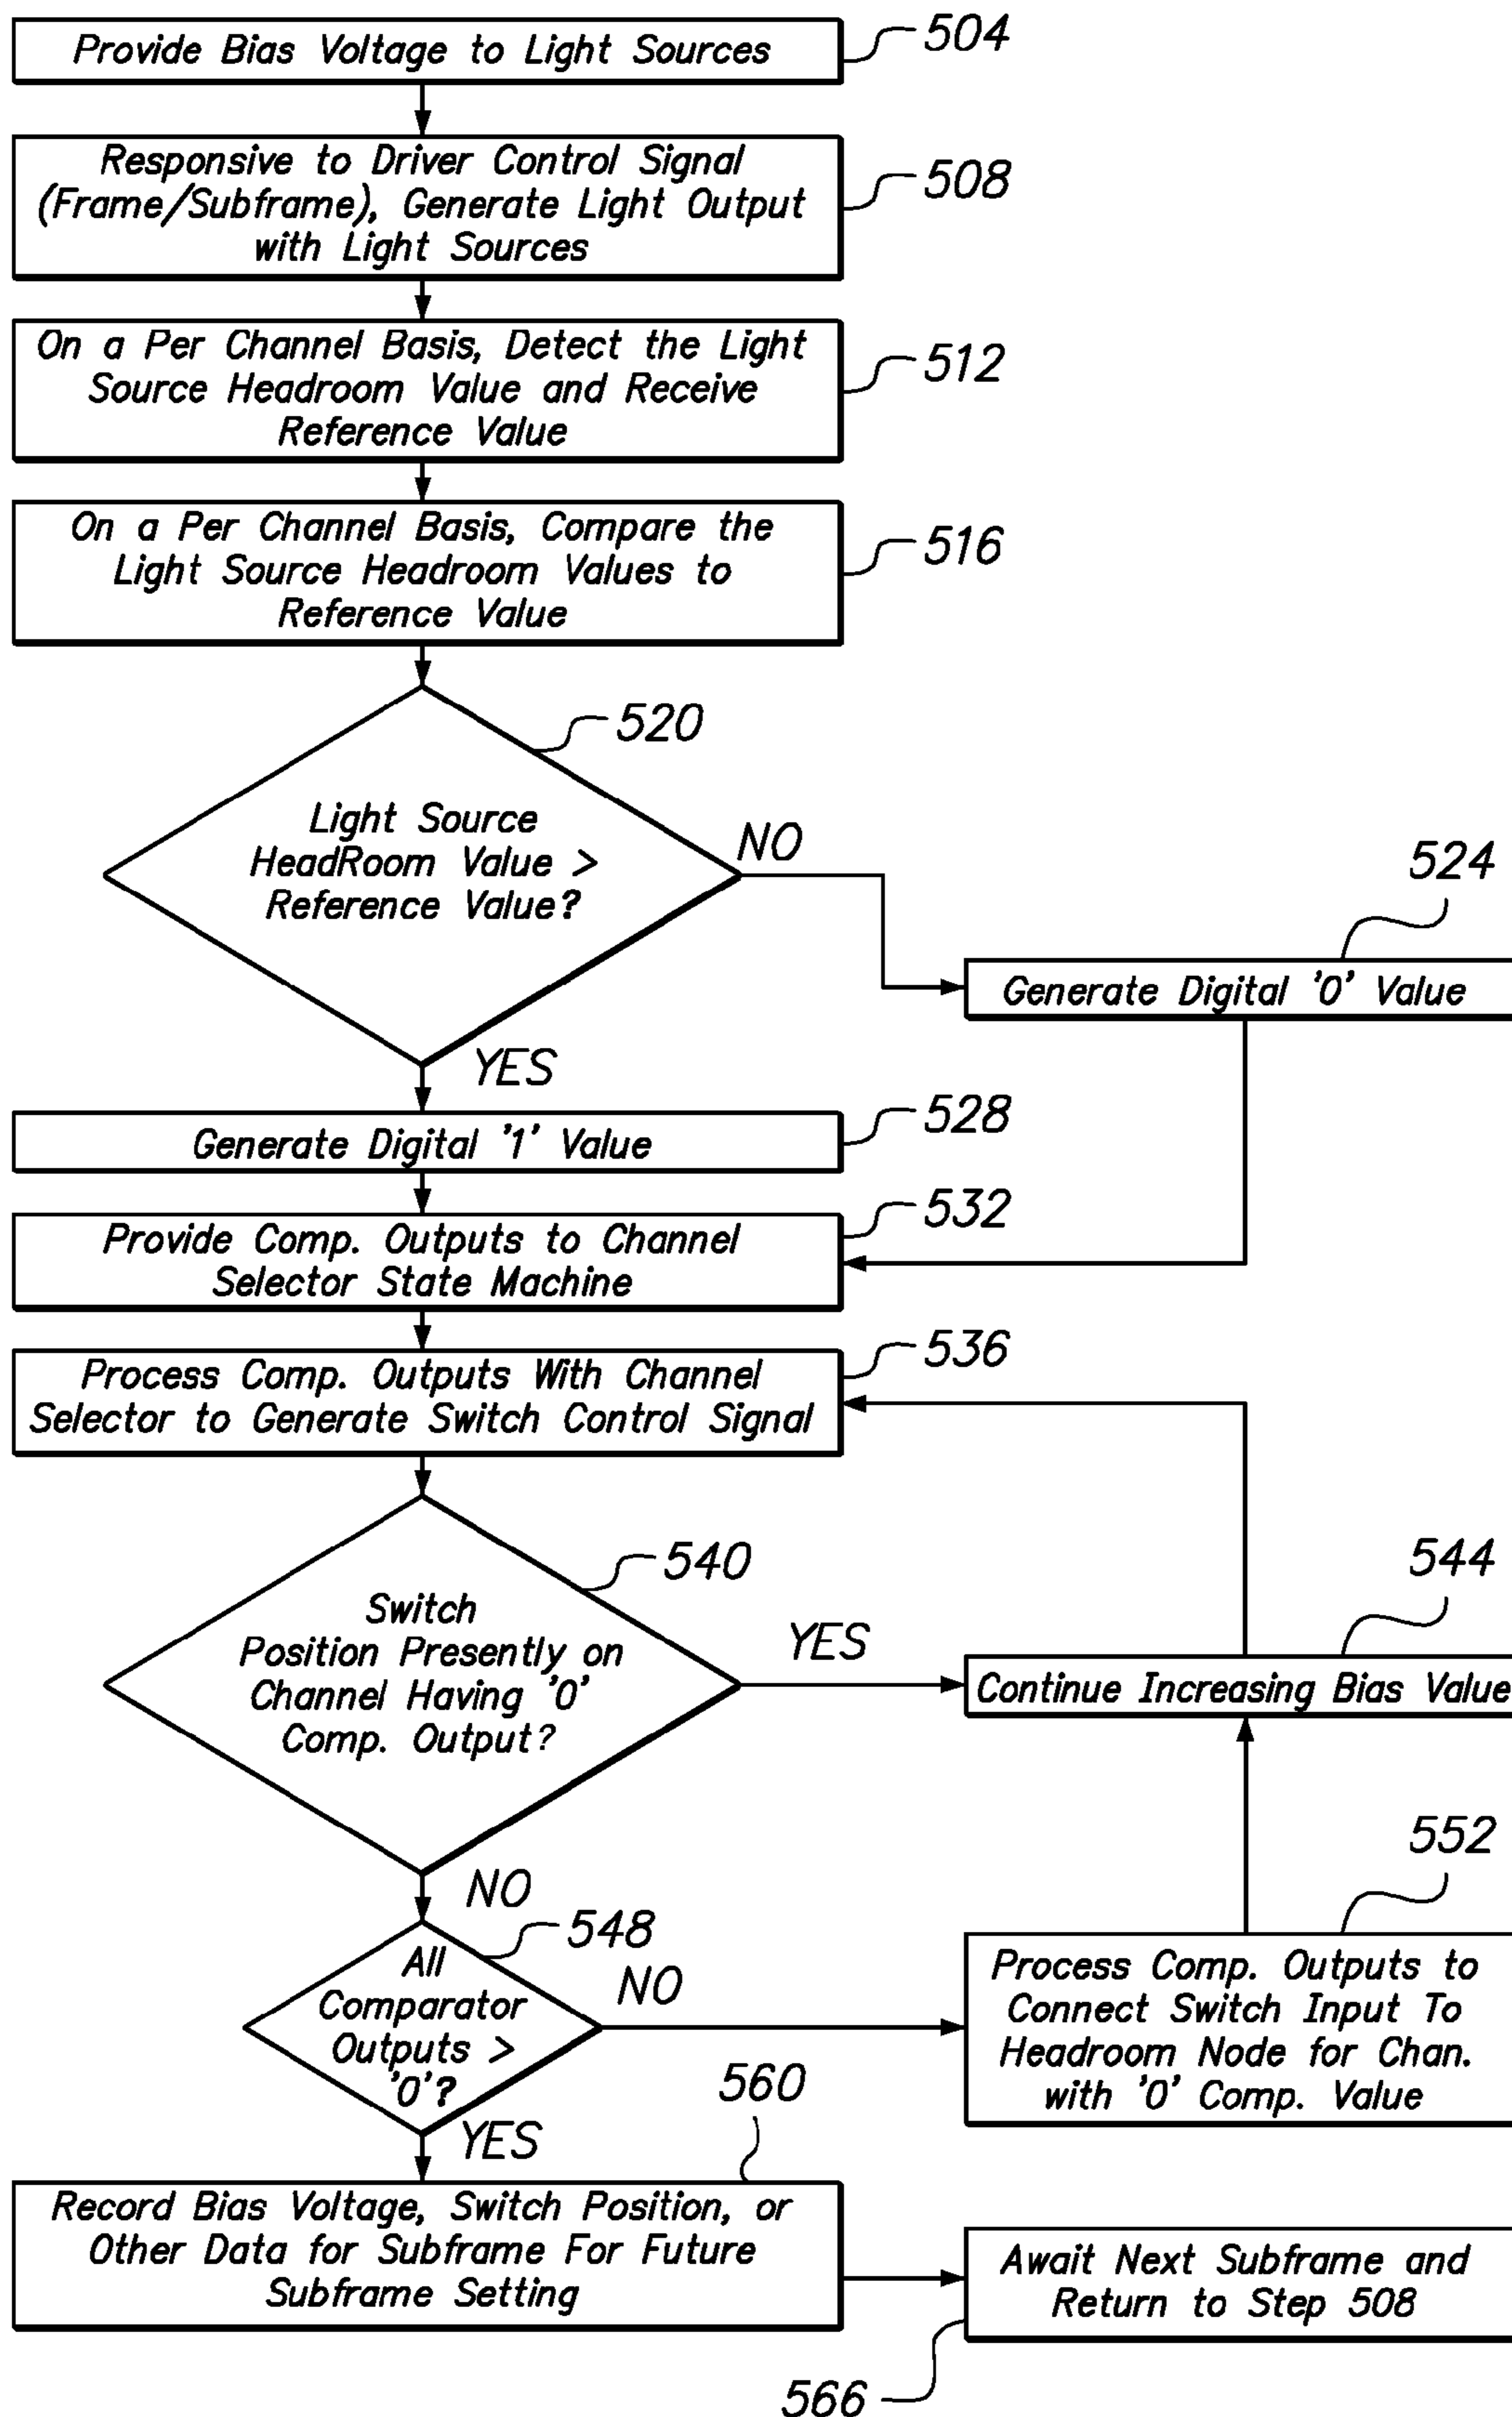 Provide Bias Voltage to Light Sources
504
Responsive to Driver Control Signal
(Frame/Subframe), Generate Light Output
with Light Sources
508
On a Per Channel Basis, Detect the Light
Source Headroom Value and Receive
Reference Value
512
On a Per Channel Basis, Compare the
Light Source Headroom Values to
Reference Value
516
520
Light Source
HeadRoom Value >
Reference Value?
NO
524
Generate Digital '0' Value
YES
Generate Digital '1' Value
528
Provide Comp. Outputs to Channel
Selector State Machine
532
Process Comp. Outputs With Channel
Selector to Generate Switch Control Signal
536
540
Switch
Position Presently on
Channel Having '0'
Comp. Output?
YES
544
Continue Increasing Bias Value
NO
548
All
Comparator
Outputs >
'0'?
NO
552
Process Comp. Outputs to
Connect Switch Input To
Headroom Node for Chan.
with '0' Comp. Value
YES
560
Record Bias Voltage, Switch Position, or
Other Data for Subframe For Future
Subframe Setting
Await Next Subframe and
Return to Step 508
566